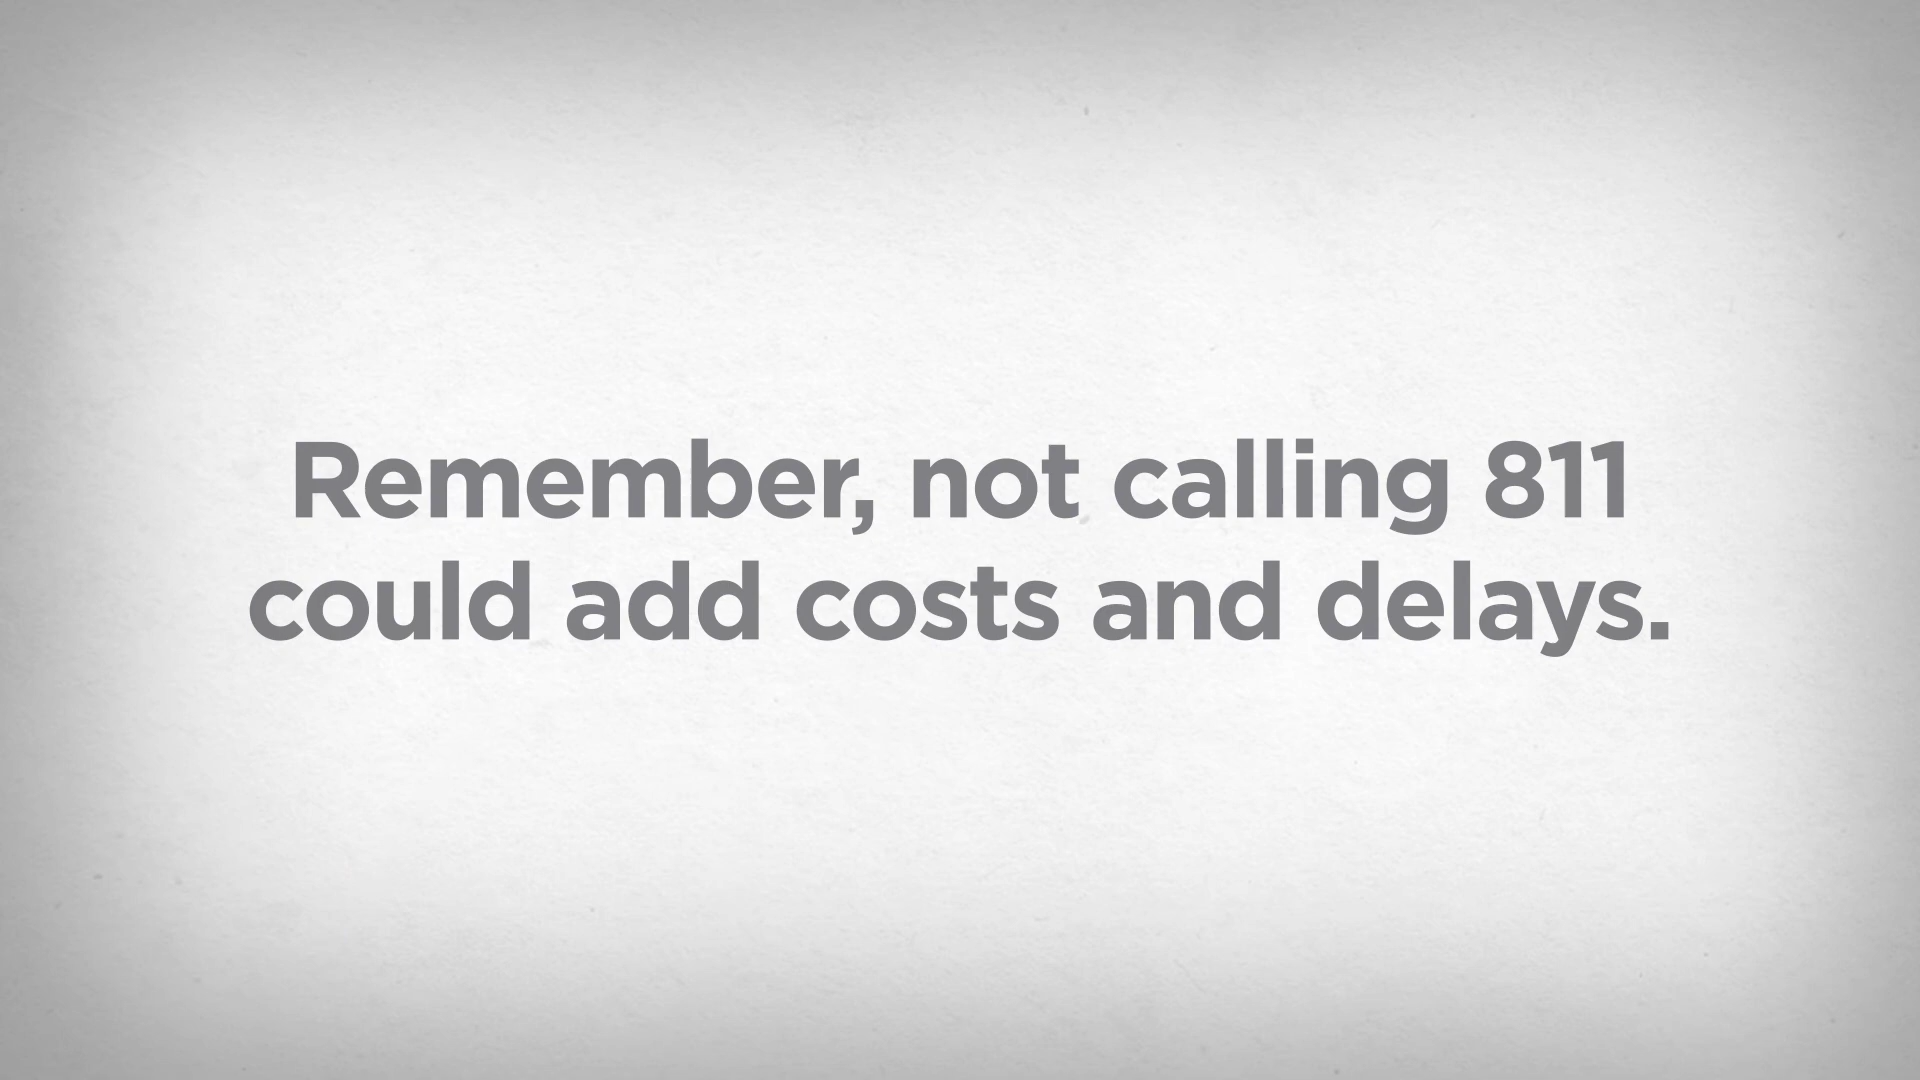 Remember, not calling 811
could add costs and delays.